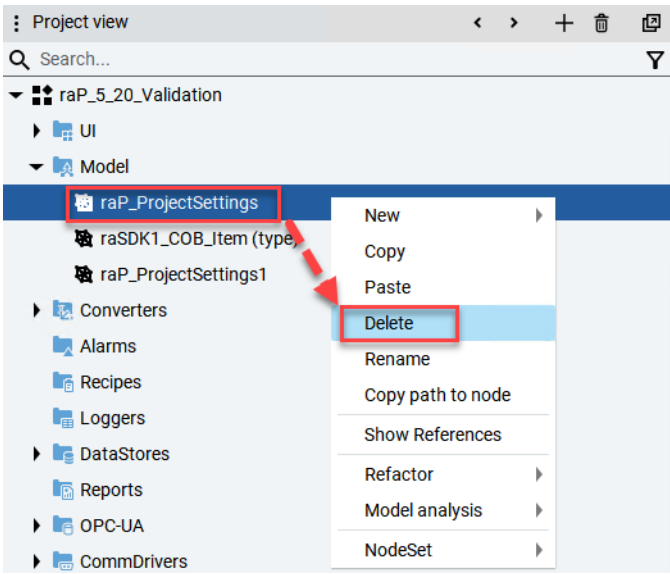 Project view
Search...
raP_5_20_Validation
UI
Model
raP_ProjectSettings
raSDK1_COB_Item (type)
raP_ProjectSettings1
Converters
Alarms
Recipes
Loggers
DataStores
Reports
OPC-UA
CommDrivers
New
Copy
Paste
Delete
Rename
Copy path to node
Show References
Refactor
Model analysis
NodeSet